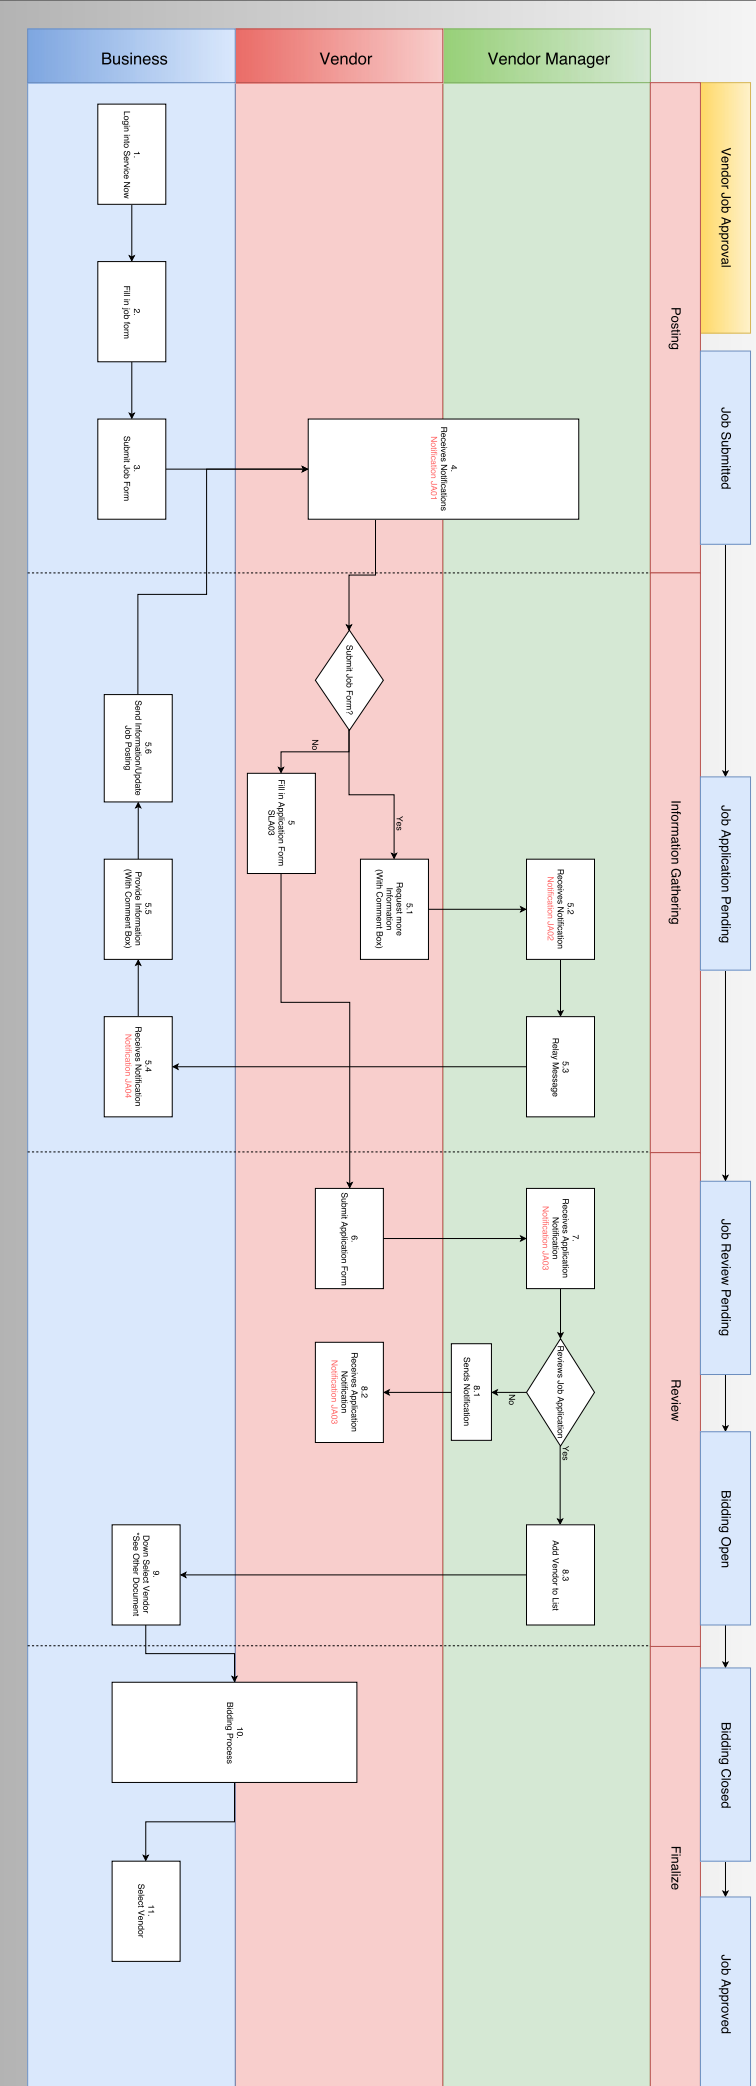 Business
Vendor
Vendor Manager
Vendor Job Approval
Job Submitted
Job Application Pending
Job Review Pending
Bidding Open
Bidding Closed
Job Approved
Posting
Information Gathering
Review
Finalize
1.
Login into Service Now
2.
Fill in job form
3.
Submit Job Form
4.
Receives Notifications
Notification JA01
Submit Job Form?
No
Yes
5
Fill in Application Form
SLA03
5.1
Request more
Information
(With Comment Box)
5.2
Receives Notification
Notification JA02
5.3
Relay Message
5.4
Receives Notification
Notification JA04
5.5
Provide Information
(With Comment Box)
5.6
Send Information/Update
Job Posting
6.
Submit Application Form
7.
Receives Application
Notification
Notification JA03
Reviews Job Application
No
Yes
8.1
Sends Notification
8.2
Receives Application
Notification
Notification JA03
8.3
Add Vendor to List
9.
Down Select Vendor
*See Other Document
10.
Bidding Process
11.
Select Vendor